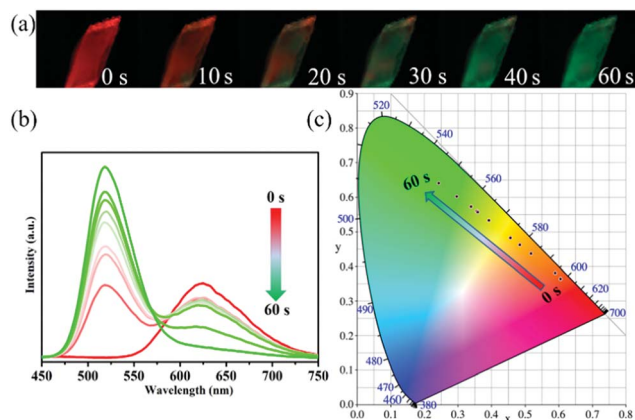 (a)
0 s
10 s
20 s
30 s
40 s
60 s
(b)
0 s
60 s
Intensity (a.u.)
450
500
550
600
650
700
750
Wavelength (nm)
(c)
0.9
0.8
0.7
0.6
0.5
y
0.4
0.3
0.2
0.1
0.0
0.0
0.1
0.2
0.3
0.4
0.5
0.6
0.7
0.8
x
520
540
560
580
600
620
700
500
480
470
460
380
60 s
0 s